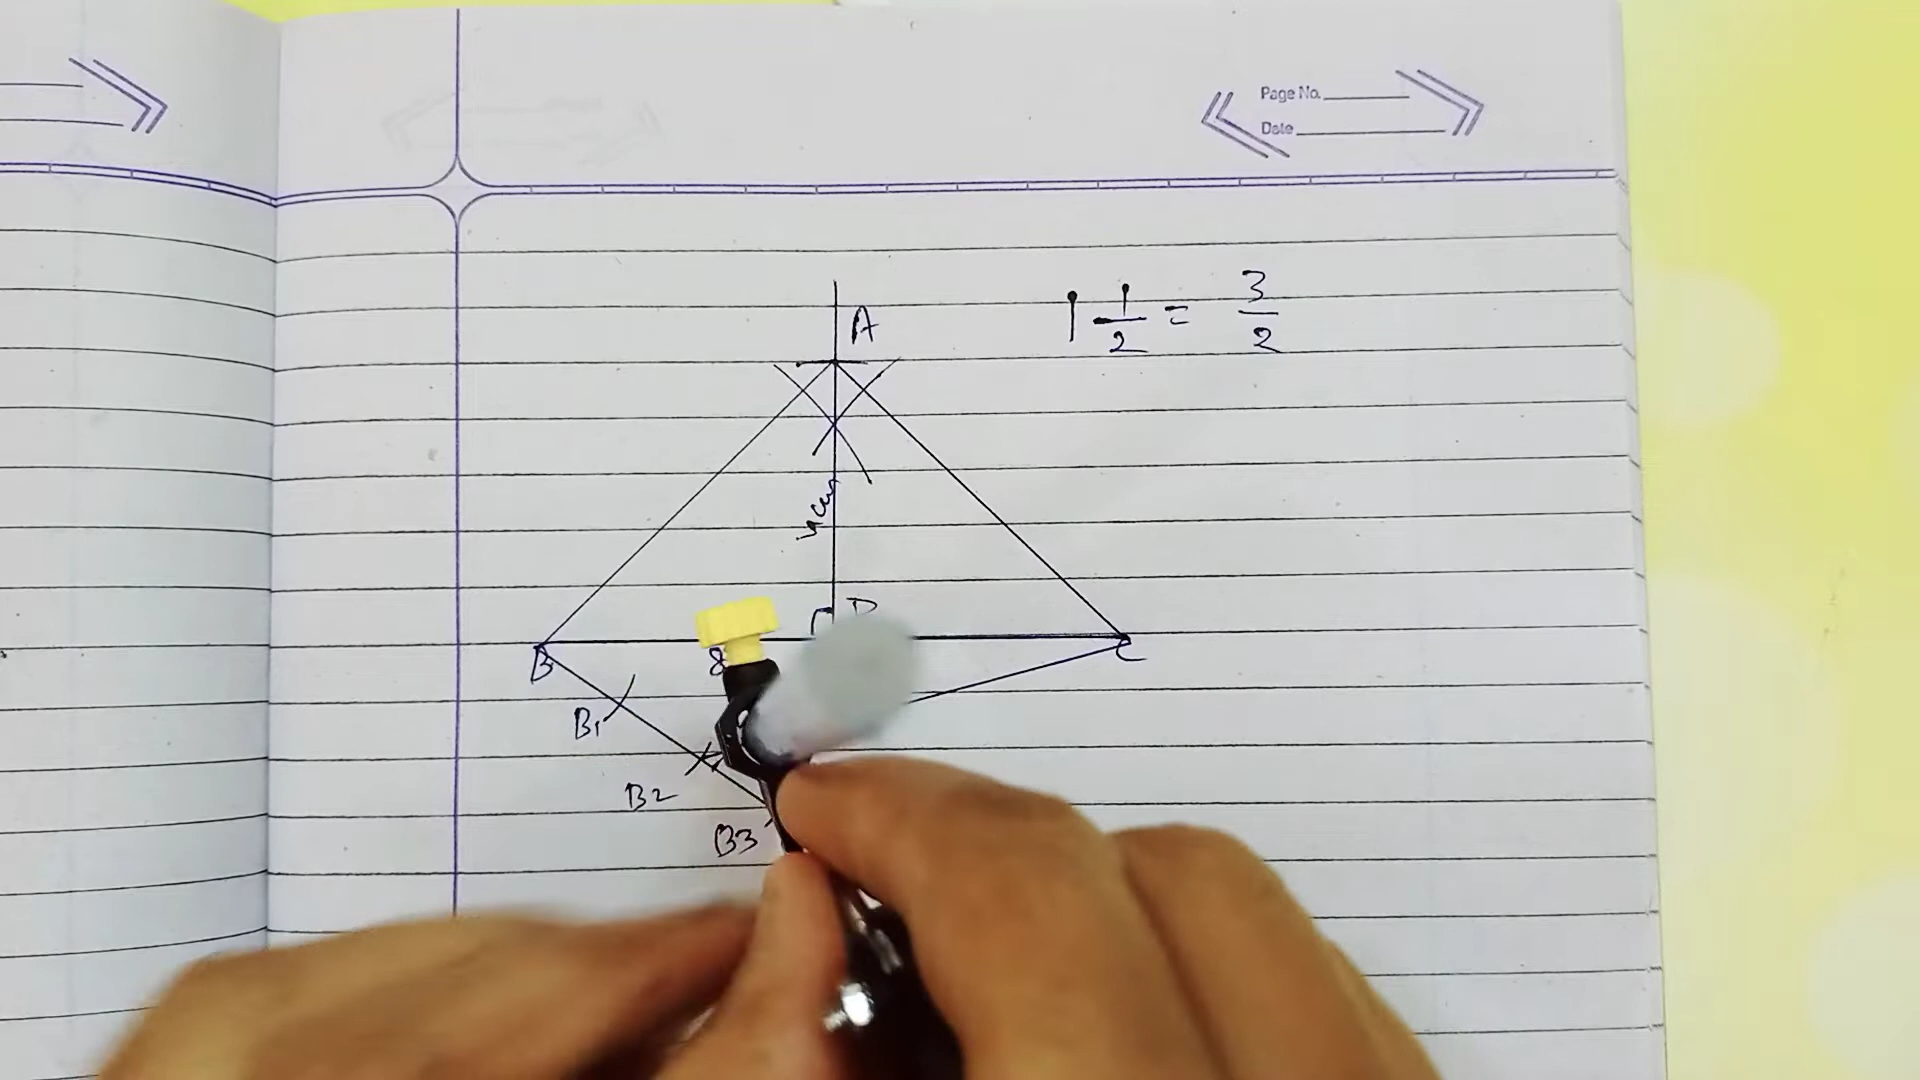 Page No.
Date
A
1 1/2 = 3/2
4cm
D
B
8
C
B1
B2
B3